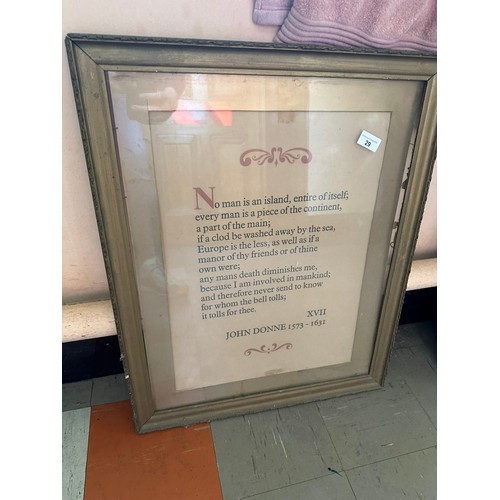 29
No man is an island, entire of itself;
every man is a piece of the continent,
a part of the main;
if a clod be washed away by the sea,
Europe is the less, as well as if a
manor of thy friends or of thine
own were;
any mans death diminishes me,
because I am involved in mankind;
and therefore never send to know
for whom the bell tolls;
it tolls for thee.
XVII
JOHN DONNE 1573 - 1631